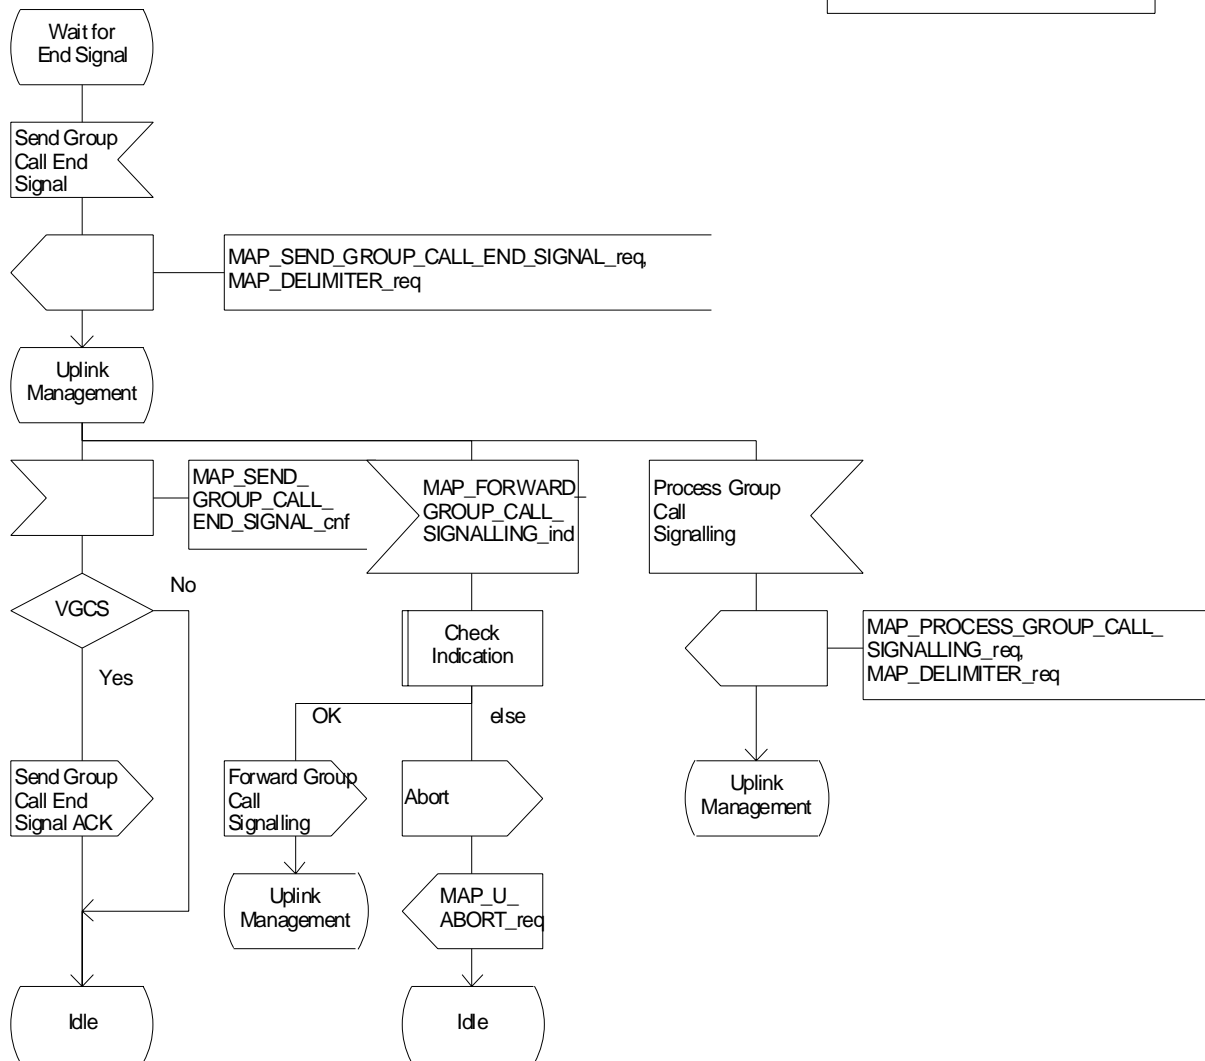 Wait for
End Signal
Send Group
Call End
Signal
MAP_SEND_GROUP_CALL_END_SIGNAL_req,
MAP_DELIMITER_req
Uplink
Management
MAP_SEND_
GROUP_CALL_
END_SIGNAL_cnf
MAP_FORWARD_
GROUP_CALL_
SIGNALLING_ind
Process Group
Call
Signalling
VGCS
No
Yes
Check
Indication
MAP_PROCESS_GROUP_CALL_
SIGNALLING_req,
MAP_DELIMITER_req
OK
else
Send Group
Call End
Signal ACK
Forward Group
Call
Signalling
Abort
Uplink
Management
Uplink
Management
MAP_U_
ABORT_req
Idle
Idle